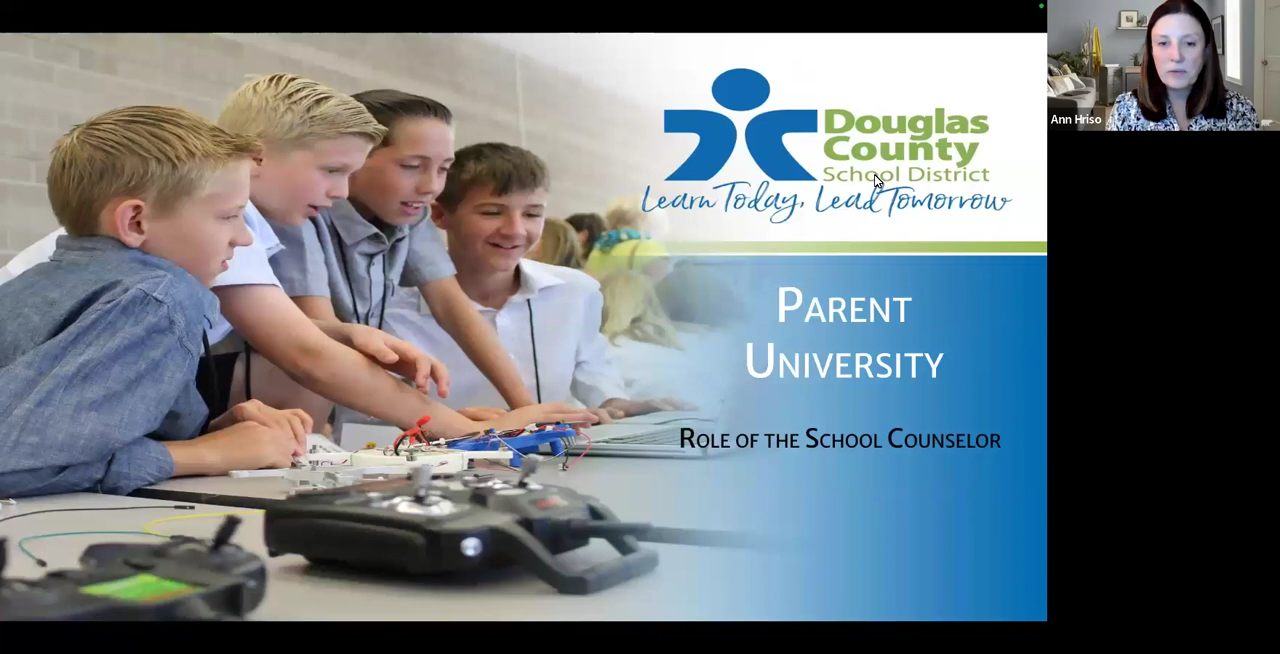 Douglas
County
School District
Learn Today, Lead Tomorrow
PARENT
UNIVERSITY
ROLE OF THE SCHOOL COUNSELOR
Ann Hriso